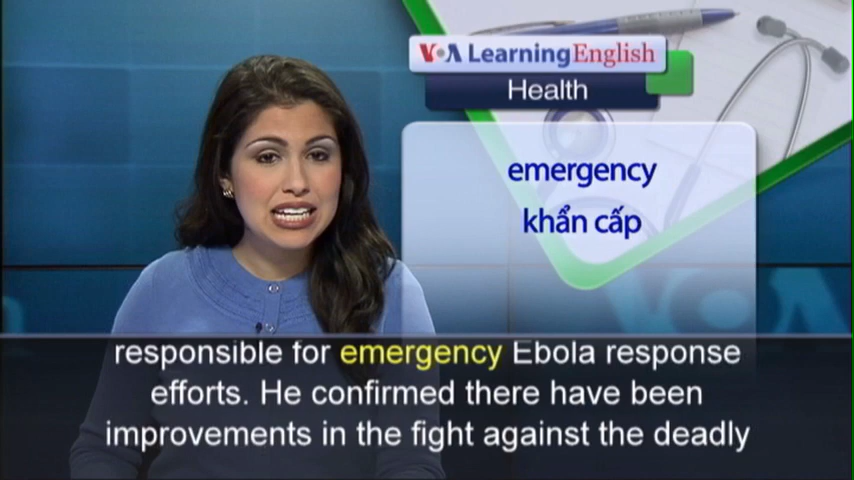 VOA Learning English
Health
emergency
khẩn cấp
responsible for emergency Ebola response
efforts. He confirmed there have been
improvements in the fight against the deadly